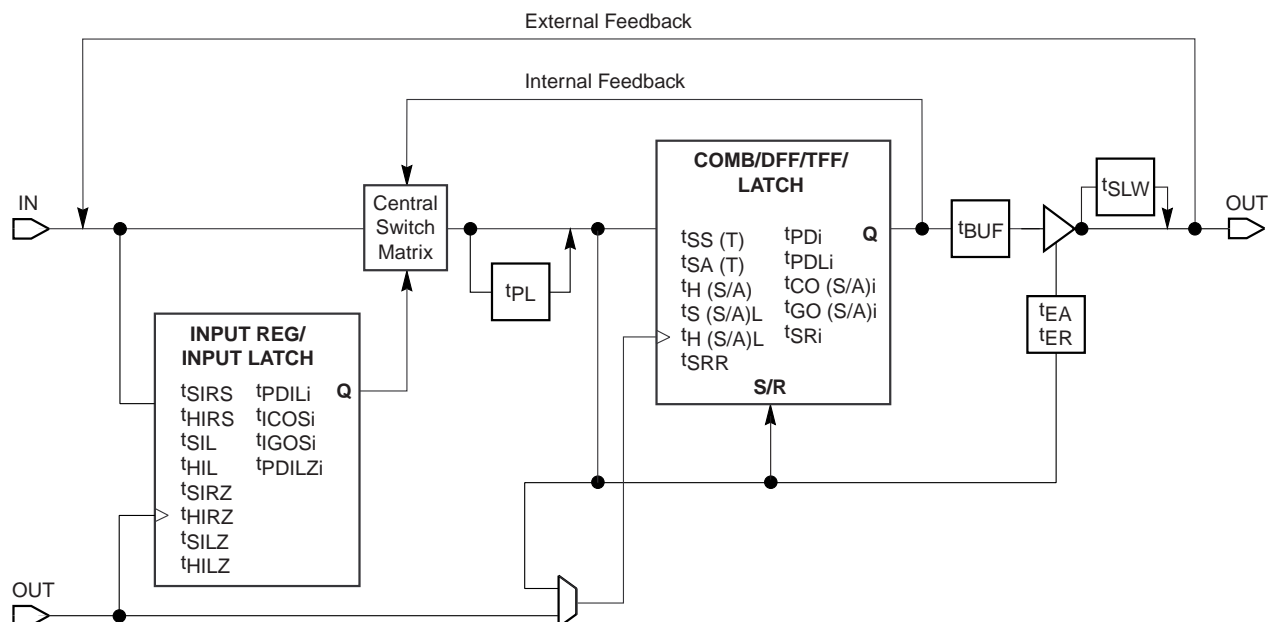 External Feedback
Internal Feedback
IN
Central
Switch
Matrix
tPL
COMB/DFF/TFF/
LATCH
tSS (T)
tSA (T)
tH (S/A)
tS (S/A)L
tH (S/A)L
tSRR
tPDi
tPDLi
tCO (S/A)i
tGO (S/A)i
tSRi
Q
S/R
tBUF
tSLW
OUT
tEA
tER
INPUT REG/
INPUT LATCH
tSIRS
tHIRS
tSIL
tHIL
tSIRZ
tHIRZ
tSILZ
tHILZ
tPDILi
tICOSi
tIGOSi
tPDILZi
Q
OUT